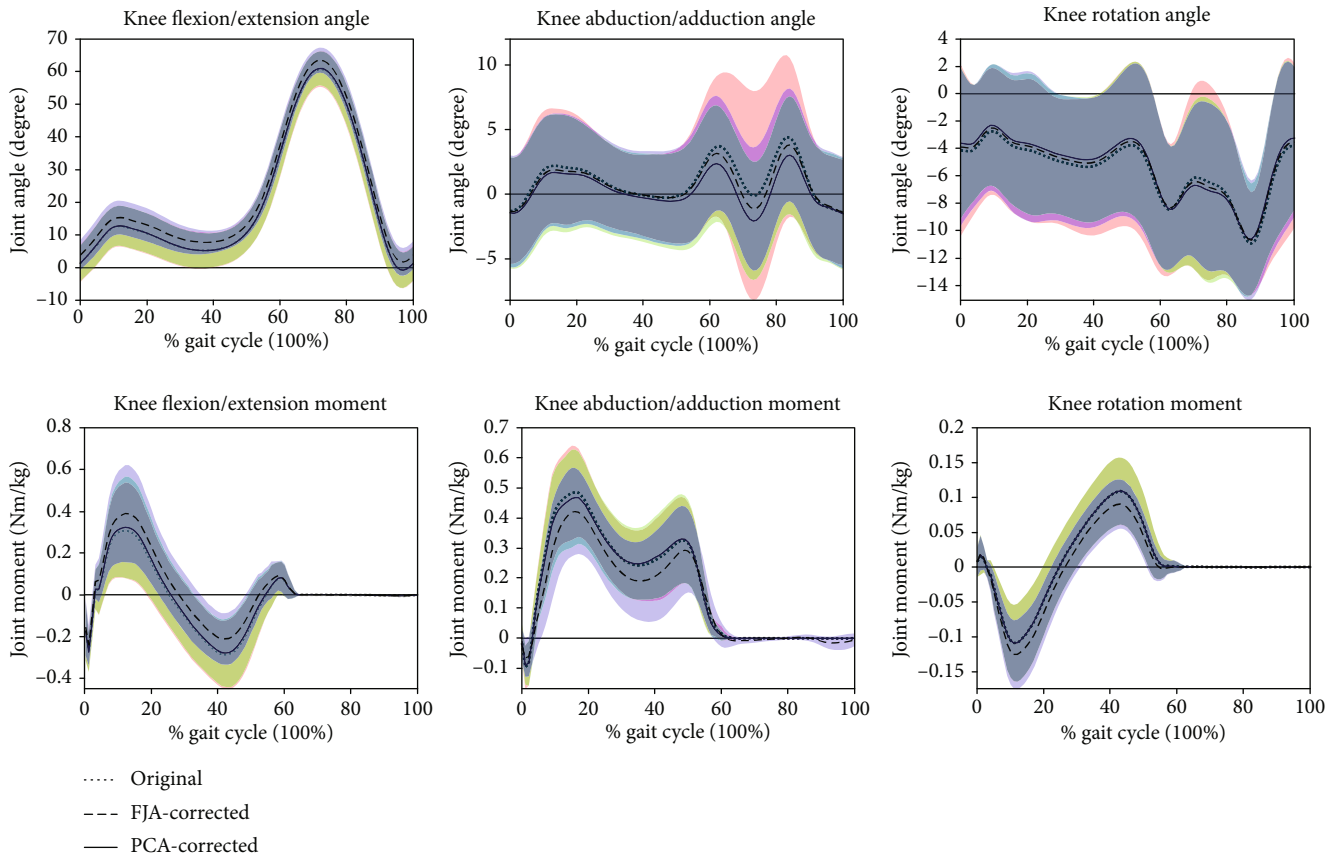 Knee flexion/extension angle
Joint angle (degree)
70
60
50
40
30
20
10
0
−10
0 20 40 60 80 100
% gait cycle (100%)
Knee abduction/adduction angle
Joint angle (degree)
10
5
0
−5
0 20 40 60 80 100
% gait cycle (100%)
Knee rotation angle
Joint angle (degree)
4
2
0
−2
−4
−6
−8
−10
−12
−14
0 20 40 60 80 100
% gait cycle (100%)
Knee flexion/extension moment
Joint moment (Nm/kg)
0.8
0.6
0.4
0.2
0
−0.2
−0.4
0 20 40 60 80 100
% gait cycle (100%)
Knee abduction/adduction moment
Joint moment (Nm/kg)
0.7
0.6
0.5
0.4
0.3
0.2
0.1
0
−0.1
0 20 40 60 80 100
% gait cycle (100%)
Knee rotation moment
Joint moment (Nm/kg)
0.2
0.15
0.1
0.05
0
−0.05
−0.1
−0.15
0 20 40 60 80 100
% gait cycle (100%)
Original
FJA-corrected
PCA-corrected